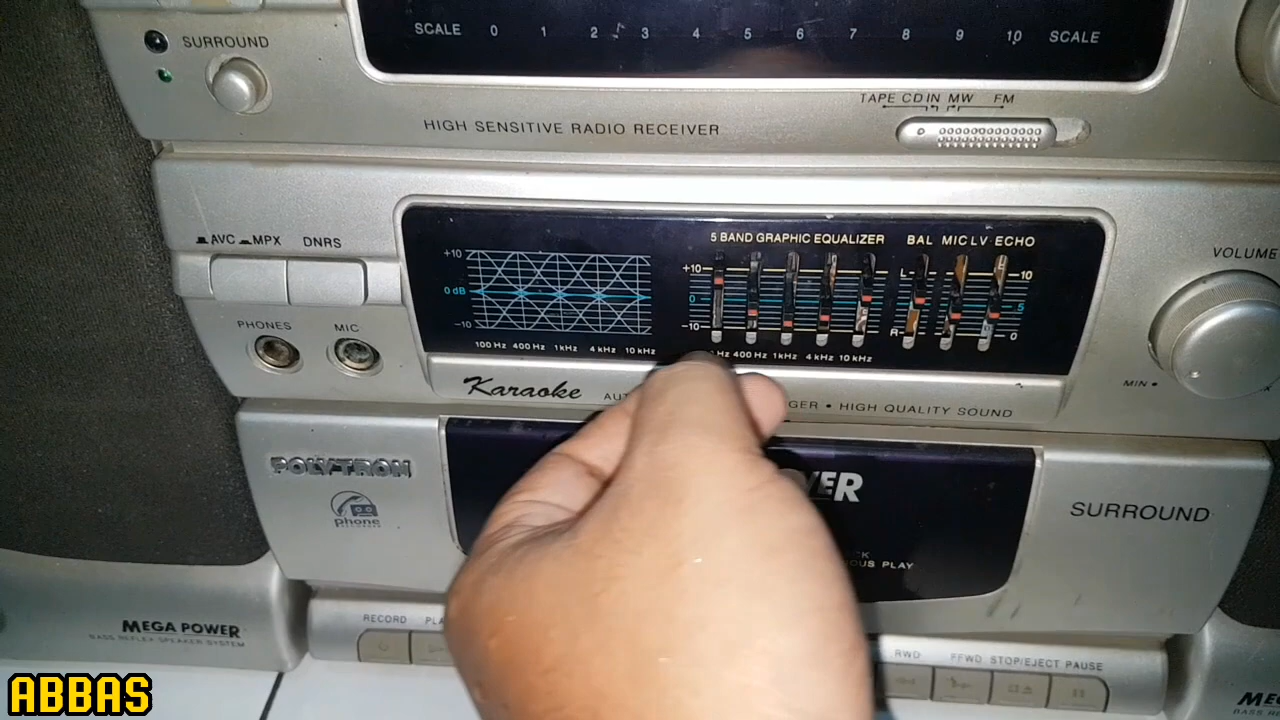 SCALE 0 1 2 3 4 5 6 7 8 9 10 SCALE
SURROUND
TAPE CD IN MW FM
HIGH SENSITIVE RADIO RECEIVER
AVC MPX DNRS
5 BAND GRAPHIC EQUALIZER BAL MIC LV ECHO
VOLUME
+10 +10 L 10
0 dB 0 5
-10 -10 R 0
PHONES MIC
100 Hz 400 Hz 1kHz 4 kHz 10 kHz
Hz 400 Hz 1kHz 4 kHz 10 kHz
MIN
Karaoke
• HIGH QUALITY SOUND
POLYTRON
phone
SURROUND
PLAY
MEGA POWER
BASS REFLEX SPEAKER SYSTEM
RECORD
FFWD STOP/EJECT PAUSE
ABBAS